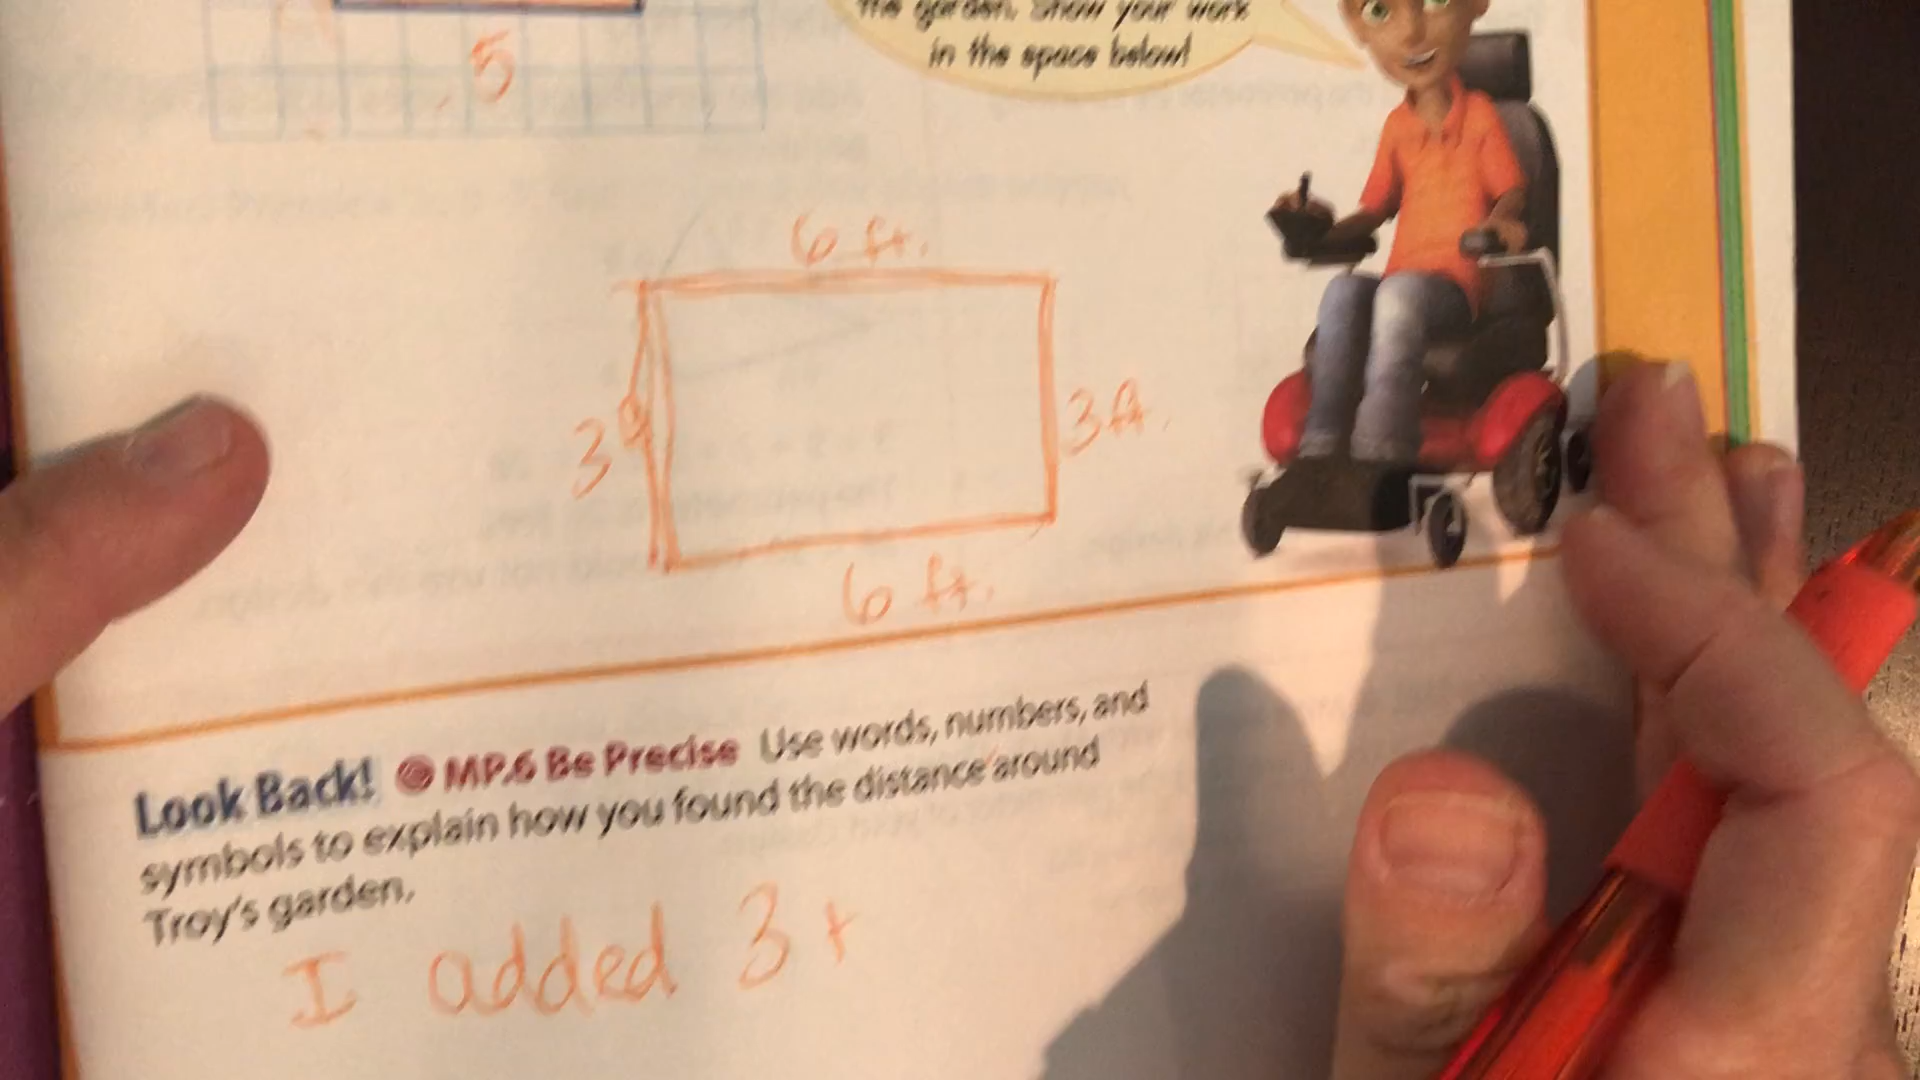 the garden. Show your work
in the space below!
5
6 ft.
3 ft.
3 ft.
6 ft.
Look Back! MP.6 Be Precise Use words, numbers, and
symbols to explain how you found the distance around
Troy's garden.
I added 3 +